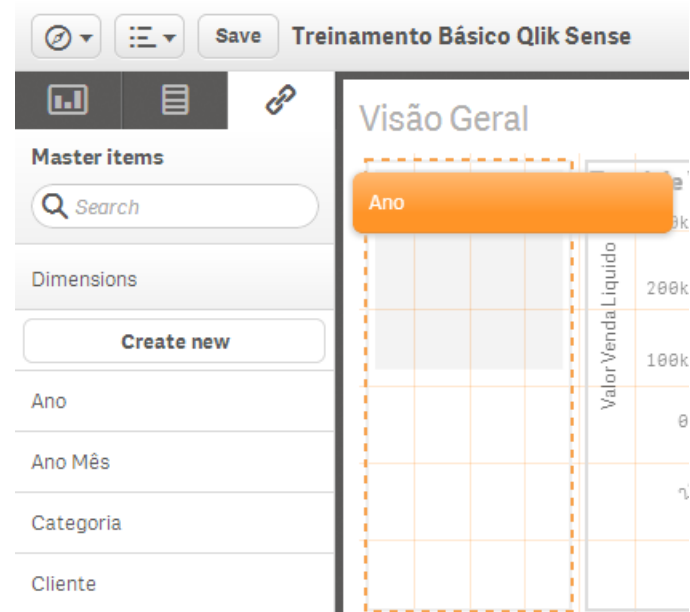 Save
Treinamento Básico Qlik Sense
Master items
Search
Dimensions
Create new
Ano
Ano Mês
Categoria
Cliente
Visão Geral
Ano
Valor Venda Liquido
200k
100k
0